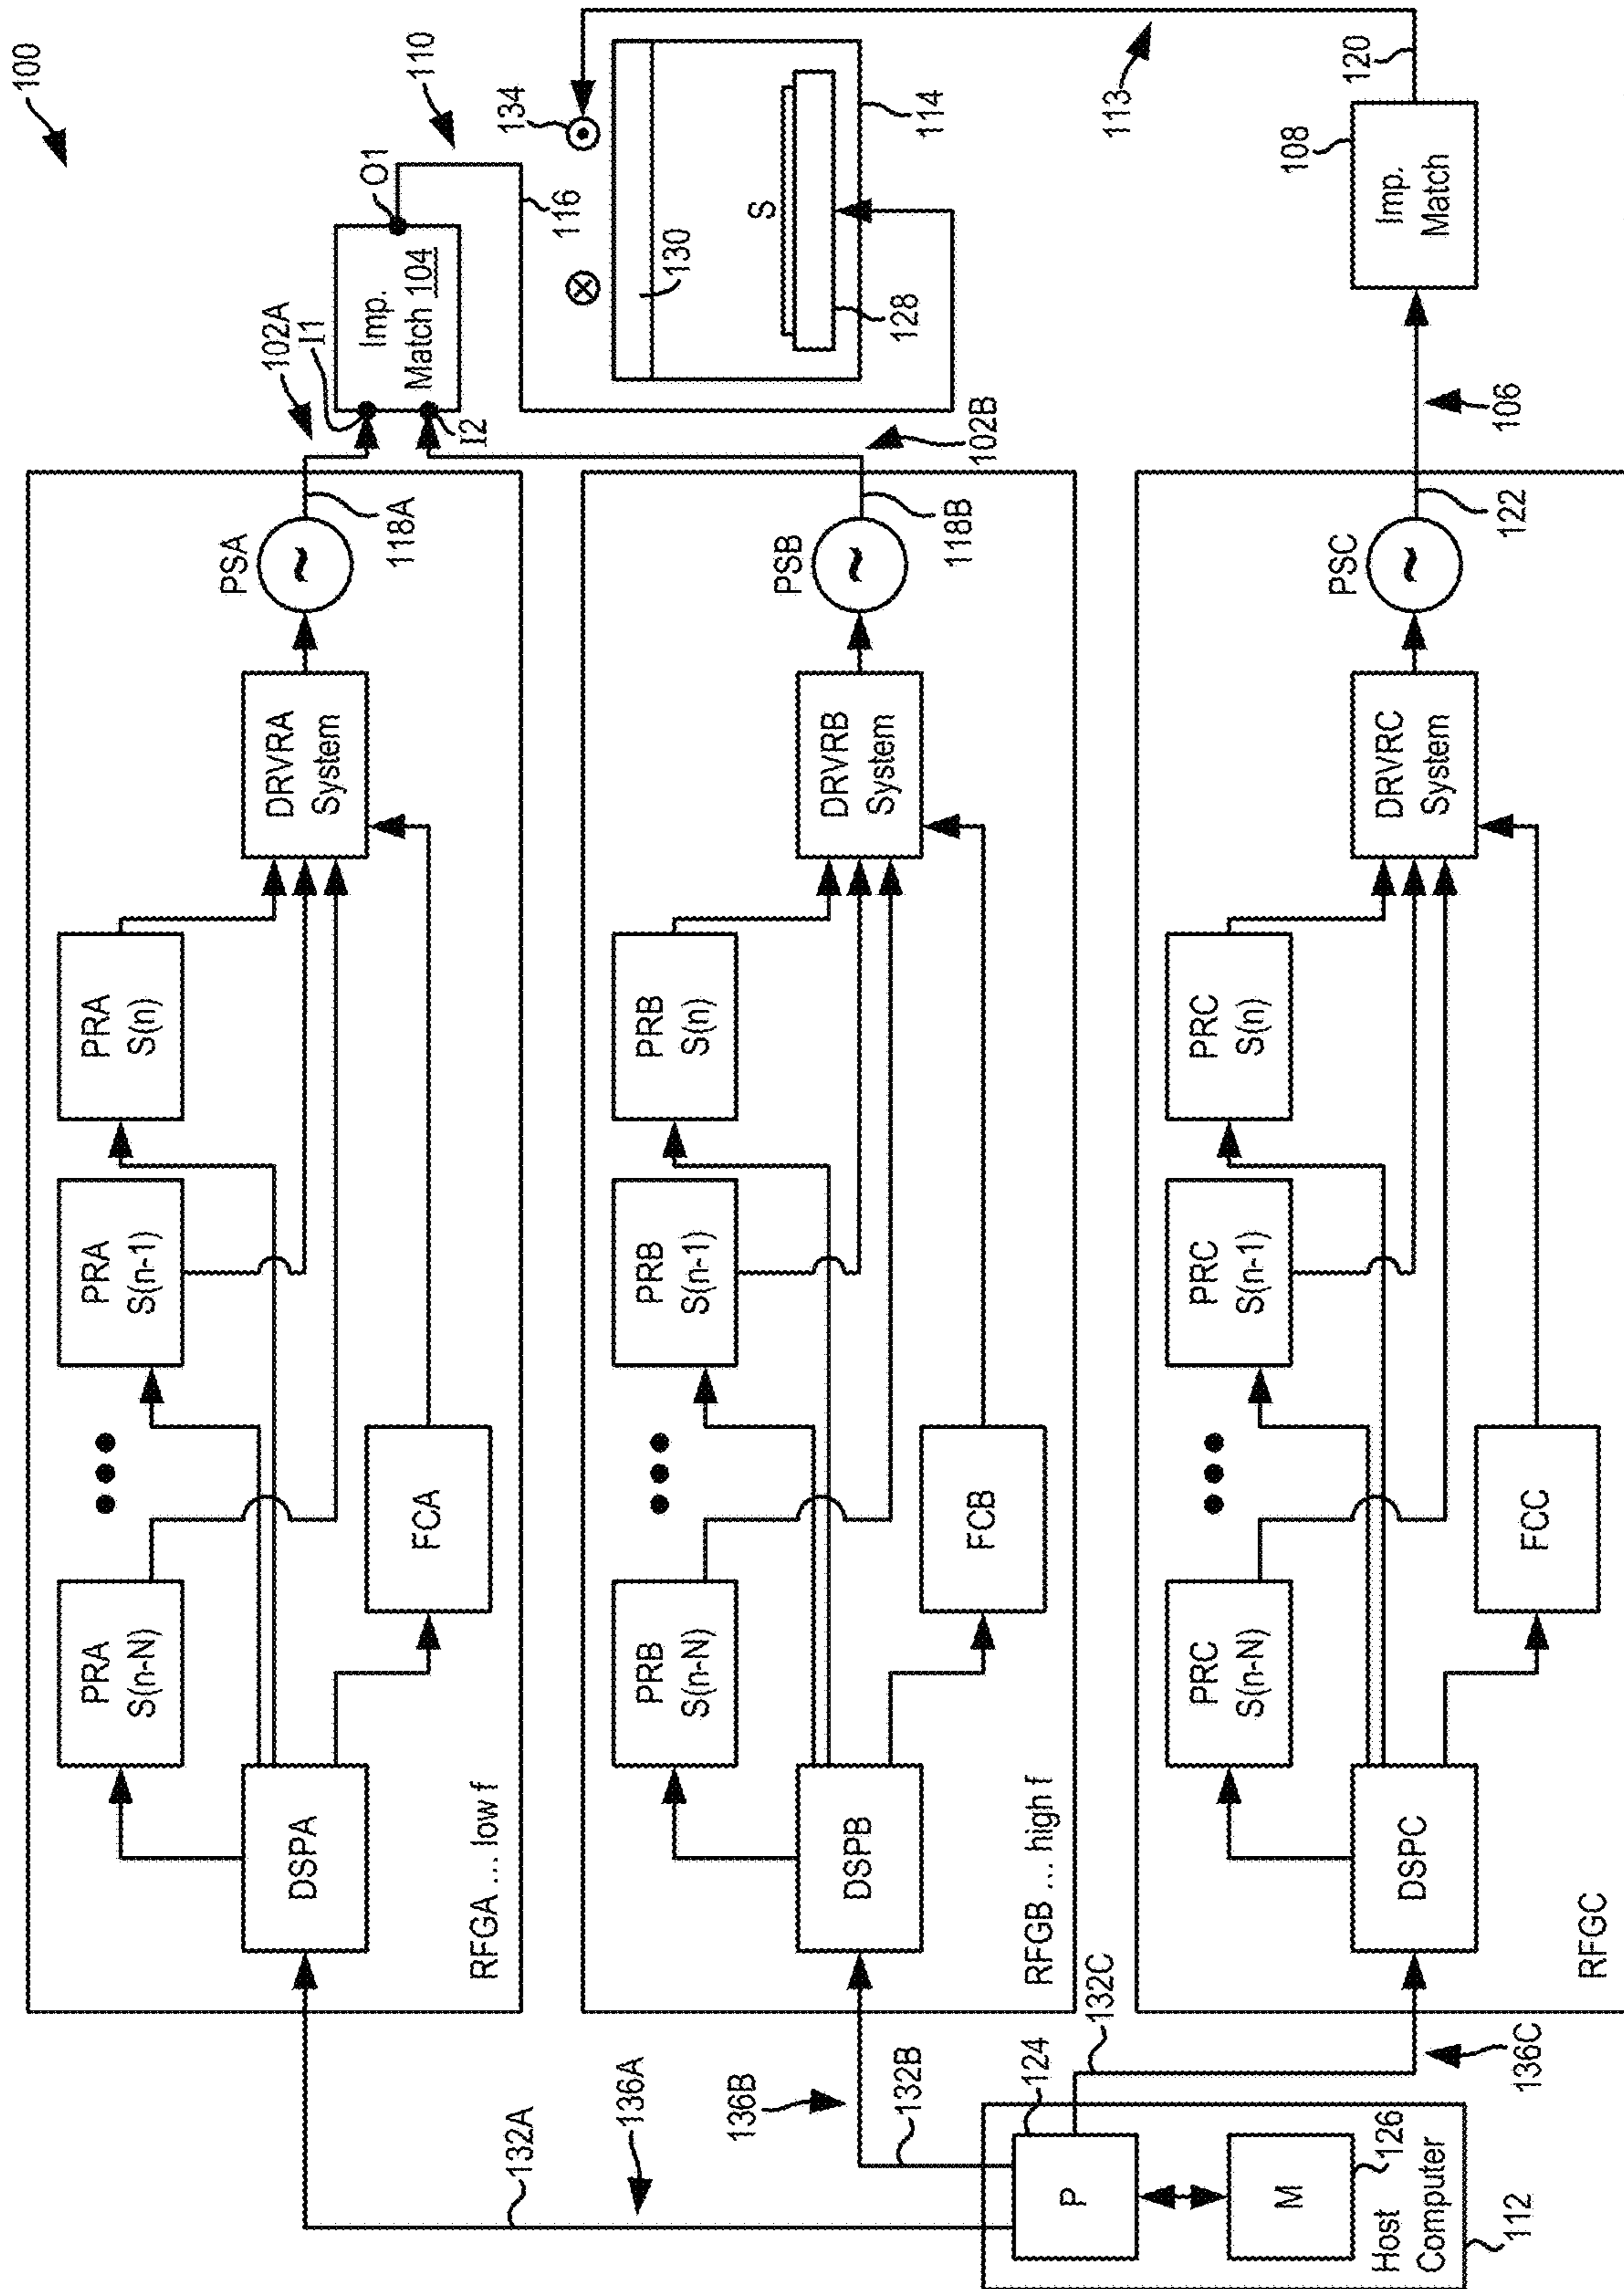 100
RFGA ... low f
DSPA
PRA
S(n-N)
PRA
S(n-1)
PRA
S(n)
FCA
DRVRA
System
PSA
118A
102A
I1
I2
Imp.
Match 104
O1
110
116
134
130
S
128
114
113
RFGB ... high f
DSPB
PRB
S(n-N)
PRB
S(n-1)
PRB
S(n)
FCB
DRVRB
System
PSB
118B
102B
RFGC
DSPC
PRC
S(n-N)
PRC
S(n-1)
PRC
S(n)
FCC
DRVRC
System
PSC
122
106
Imp.
Match
108
120
132A
136A
136B
132B
132C
136C
P
124
M
126
Host
Computer
112